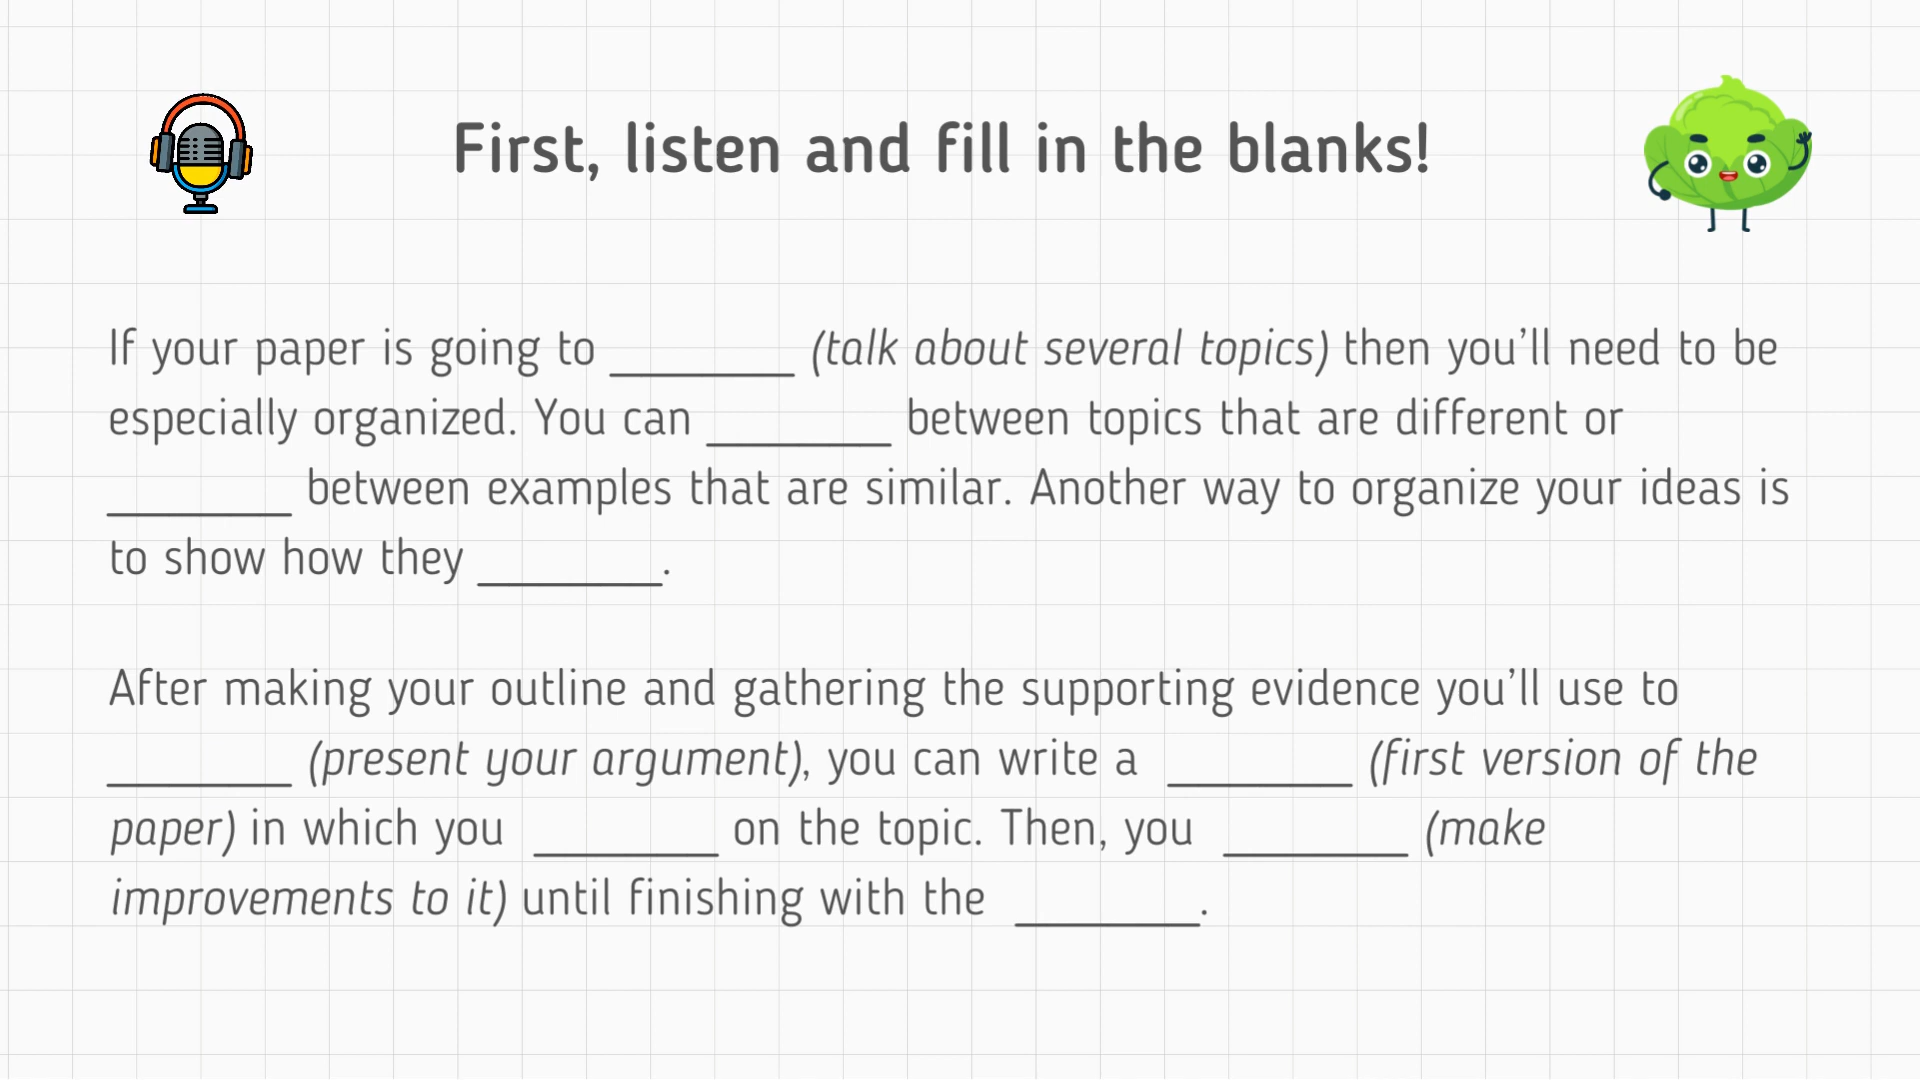 First, listen and fill in the blanks!
If your paper is going to ________ (talk about several topics) then you’ll need to be
especially organized. You can ________ between topics that are different or
________ between examples that are similar. Another way to organize your ideas is
to show how they ________.
After making your outline and gathering the supporting evidence you’ll use to
________ (present your argument), you can write a ________ (first version of the
paper) in which you ________ on the topic. Then, you ________ (make
improvements to it) until finishing with the ________.